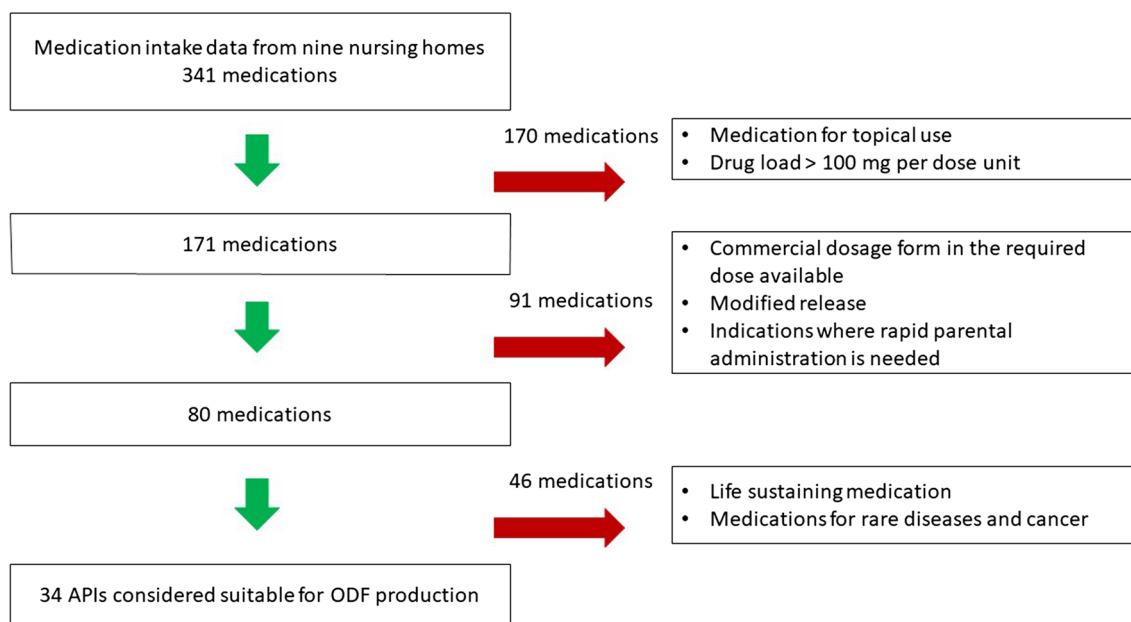 Medication intake data from nine nursing homes
341 medications
170 medications
• Medication for topical use
• Drug load > 100 mg per dose unit
171 medications
91 medications
• Commercial dosage form in the required
dose available
• Modified release
• Indications where rapid parental
administration is needed
80 medications
46 medications
• Life sustaining medication
• Medications for rare diseases and cancer
34 APIs considered suitable for ODF production